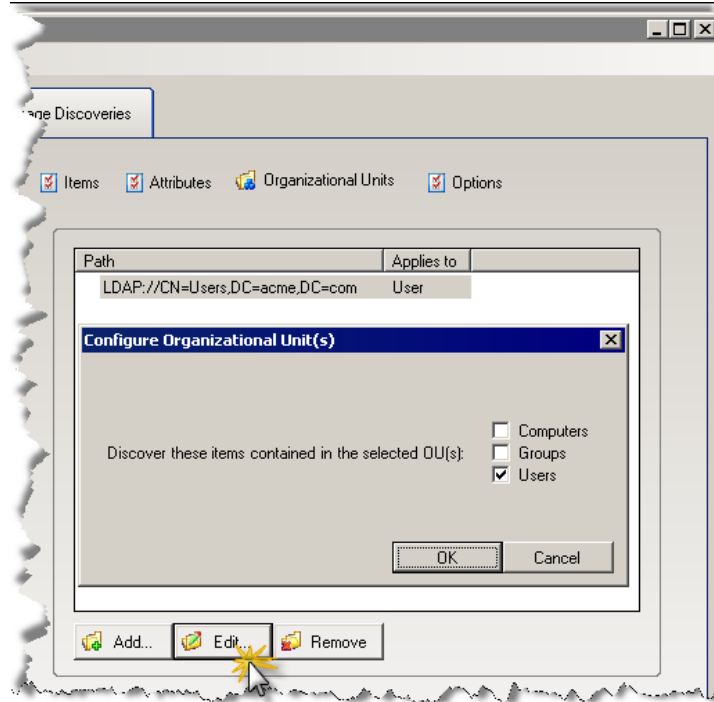 age Discoveries
Items Attributes Organizational Units Options
Path Applies to
LDAP://CN=Users,DC=acme,DC=com User
Configure Organizational Unit(s)
Computers
Discover these items contained in the selected OU(s): Groups
Users
OK Cancel
Add... Edit... Remove